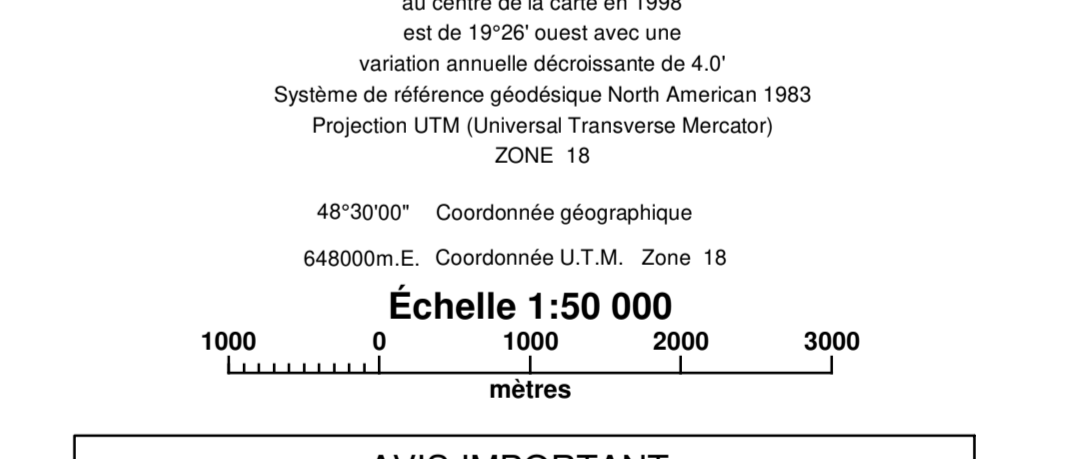 au centre de la carte en 1998
est de 19°26' ouest avec une
variation annuelle décroissante de 4.0'
Système de référence géodésique North American 1983
Projection UTM (Universal Transverse Mercator)
ZONE 18
48°30'00" Coordonnée géographique
648000m.E. Coordonnée U.T.M. Zone 18
Échelle 1:50 000
1000 0 1000 2000 3000
mètres
AVIS IMPORTANT